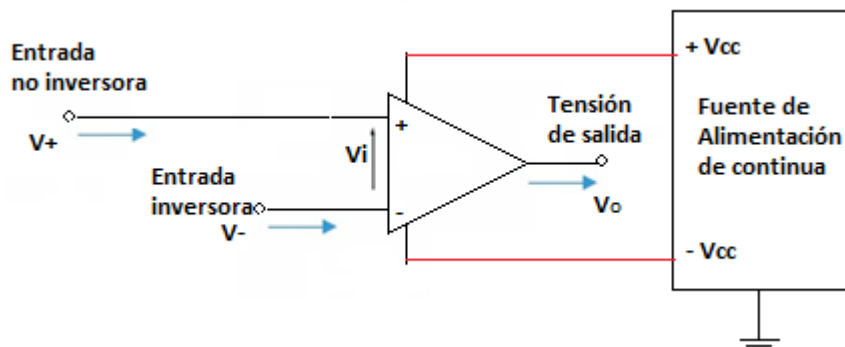 Entrada
no inversora
V+
Entrada
inversora
V-
Vi
+
-
Tensión
de salida
Vo
+ Vcc
Fuente de
Alimentación
de continua
- Vcc